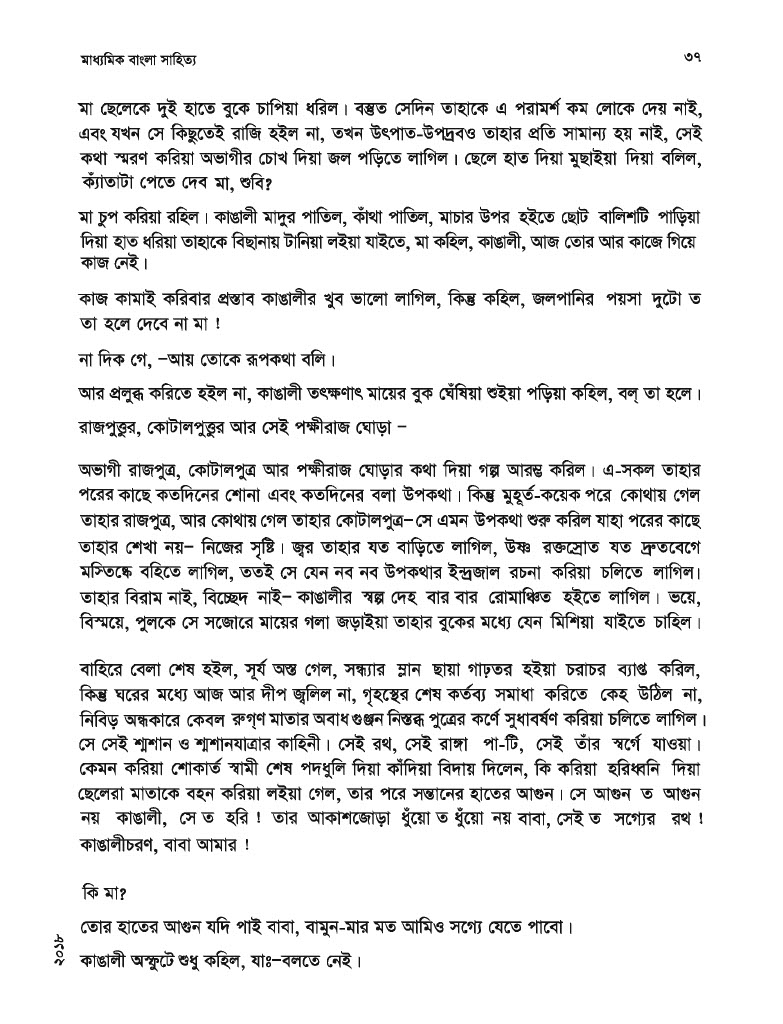 মাধ্যমিক বাংলা সাহিত্য ৩৭
মা ছেলেকে দুই হাতে বুকে চাপিয়া ধরিল। বস্তুত সেদিন তাহাকে এ পরামর্শ কম লোকে দেয় নাই,
এবং যখন সে কিছুতেই রাজি হইল না, তখন উৎপাত-উপদ্রবও তাহার প্রতি সামান্য হয় নাই, সেই
কথা স্মরণ করিয়া অভাগীর চোখ দিয়া জল পড়িতে লাগিল। ছেলে হাত দিয়া মুছাইয়া দিয়া বলিল,
ক্যাঁতাটা পেতে দেব মা, শুবি?
মা চুপ করিয়া রহিল। কাঙালী মাদুর পাতিল, কাঁথা পাতিল, মাচার উপর হইতে ছোট বালিশটি পাড়িয়া
দিয়া হাত ধরিয়া তাহাকে বিছানায় টানিয়া লইয়া যাইতে, মা কহিল, কাঙালী, আজ তোর আর কাজে গিয়ে
কাজ নেই।
কাজ কামাই করিবার প্রস্তাব কাঙালীর খুব ভালো লাগিল, কিন্তু কহিল, জলপানির পয়সা দুটো ত
তা হলে দেবে না মা !
না দিক গে, –আয় তোকে রূপকথা বলি।
আর প্রলুব্ধ করিতে হইল না, কাঙালী তৎক্ষণাৎ মায়ের বুক ঘেঁষিয়া শুইয়া পড়িয়া কহিল, বল্ তা হলে।
রাজপুত্তুর, কোটালপুত্তুর আর সেই পক্ষীরাজ ঘোড়া –
অভাগী রাজপুত্র, কোটালপুত্র আর পক্ষীরাজ ঘোড়ার কথা দিয়া গল্প আরম্ভ করিল। এ-সকল তাহার
পরের কাছে কতদিনের শোনা এবং কতদিনের বলা উপকথা। কিন্তু মুহূর্ত-কয়েক পরে কোথায় গেল
তাহার রাজপুত্র, আর কোথায় গেল তাহার কোটালপুত্র–সে এমন উপকথা শুরু করিল যাহা পরের কাছে
তাহার শেখা নয়– নিজের সৃষ্টি। জ্বর তাহার যত বাড়িতে লাগিল, উষ্ণ রক্তস্রোত যত দ্রুতবেগে
মস্তিষ্কে বহিতে লাগিল, ততই সে যেন নব নব উপকথার ইন্দ্রজাল রচনা করিয়া চলিতে লাগিল।
তাহার বিরাম নাই, বিচ্ছেদ নাই– কাঙালীর স্বল্প দেহ বার বার রোমাঞ্চিত হইতে লাগিল। ভয়ে,
বিস্ময়ে, পুলকে সে সজোরে মায়ের গলা জড়াইয়া তাহার বুকের মধ্যে যেন মিশিয়া যাইতে চাহিল।
বাহিরে বেলা শেষ হইল, সূর্য অস্ত গেল, সন্ধ্যার ম্লান ছায়া গাঢ়তর হইয়া চরাচর ব্যাপ্ত করিল,
কিন্তু ঘরের মধ্যে আজ আর দীপ জ্বলিল না, গৃহস্থের শেষ কর্তব্য সমাধা করিতে কেহ উঠিল না,
নিবিড় অন্ধকারে কেবল রুগ্‌ণ মাতার অবাধ গুঞ্জন নিস্তব্ধ পুত্রের কর্ণে সুধাবর্ষণ করিয়া চলিতে লাগিল।
সে সেই শ্মশান ও শ্মশানযাত্রার কাহিনী। সেই রথ, সেই রাঙ্গা পা-টি, সেই তাঁর স্বর্গে যাওয়া।
কেমন করিয়া শোকার্ত স্বামী শেষ পদধুলি দিয়া কাঁদিয়া বিদায় দিলেন, কি করিয়া হরিধ্বনি দিয়া
ছেলেরা মাতাকে বহন করিয়া লইয়া গেল, তার পরে সন্তানের হাতের আগুন। সে আগুন ত আগুন
নয় কাঙালী, সে ত হরি ! তার আকাশজোড়া ধুঁয়ো ত ধুঁয়ো নয় বাবা, সেই ত সগ্যের রথ !
কাঙালীচরণ, বাবা আমার !
কি মা?
তোর হাতের আগুন যদি পাই বাবা, বামুন-মার মত আমিও সগ্যে যেতে পাবো।
কাঙালী অস্ফুটে শুধু কহিল, যাঃ–বলতে নেই।
২০১৮